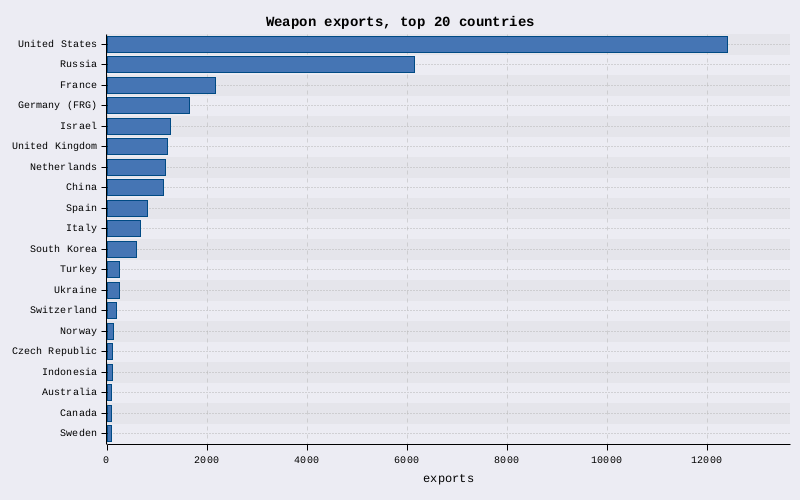 Weapon exports, top 20 countries
United States
Russia
France
Germany (FRG)
Israel
United Kingdom
Netherlands
China
Spain
Italy
South Korea
Turkey
Ukraine
Switzerland
Norway
Czech Republic
Indonesia
Australia
Canada
Sweden
0 2000 4000 6000 8000 10000 12000
exports